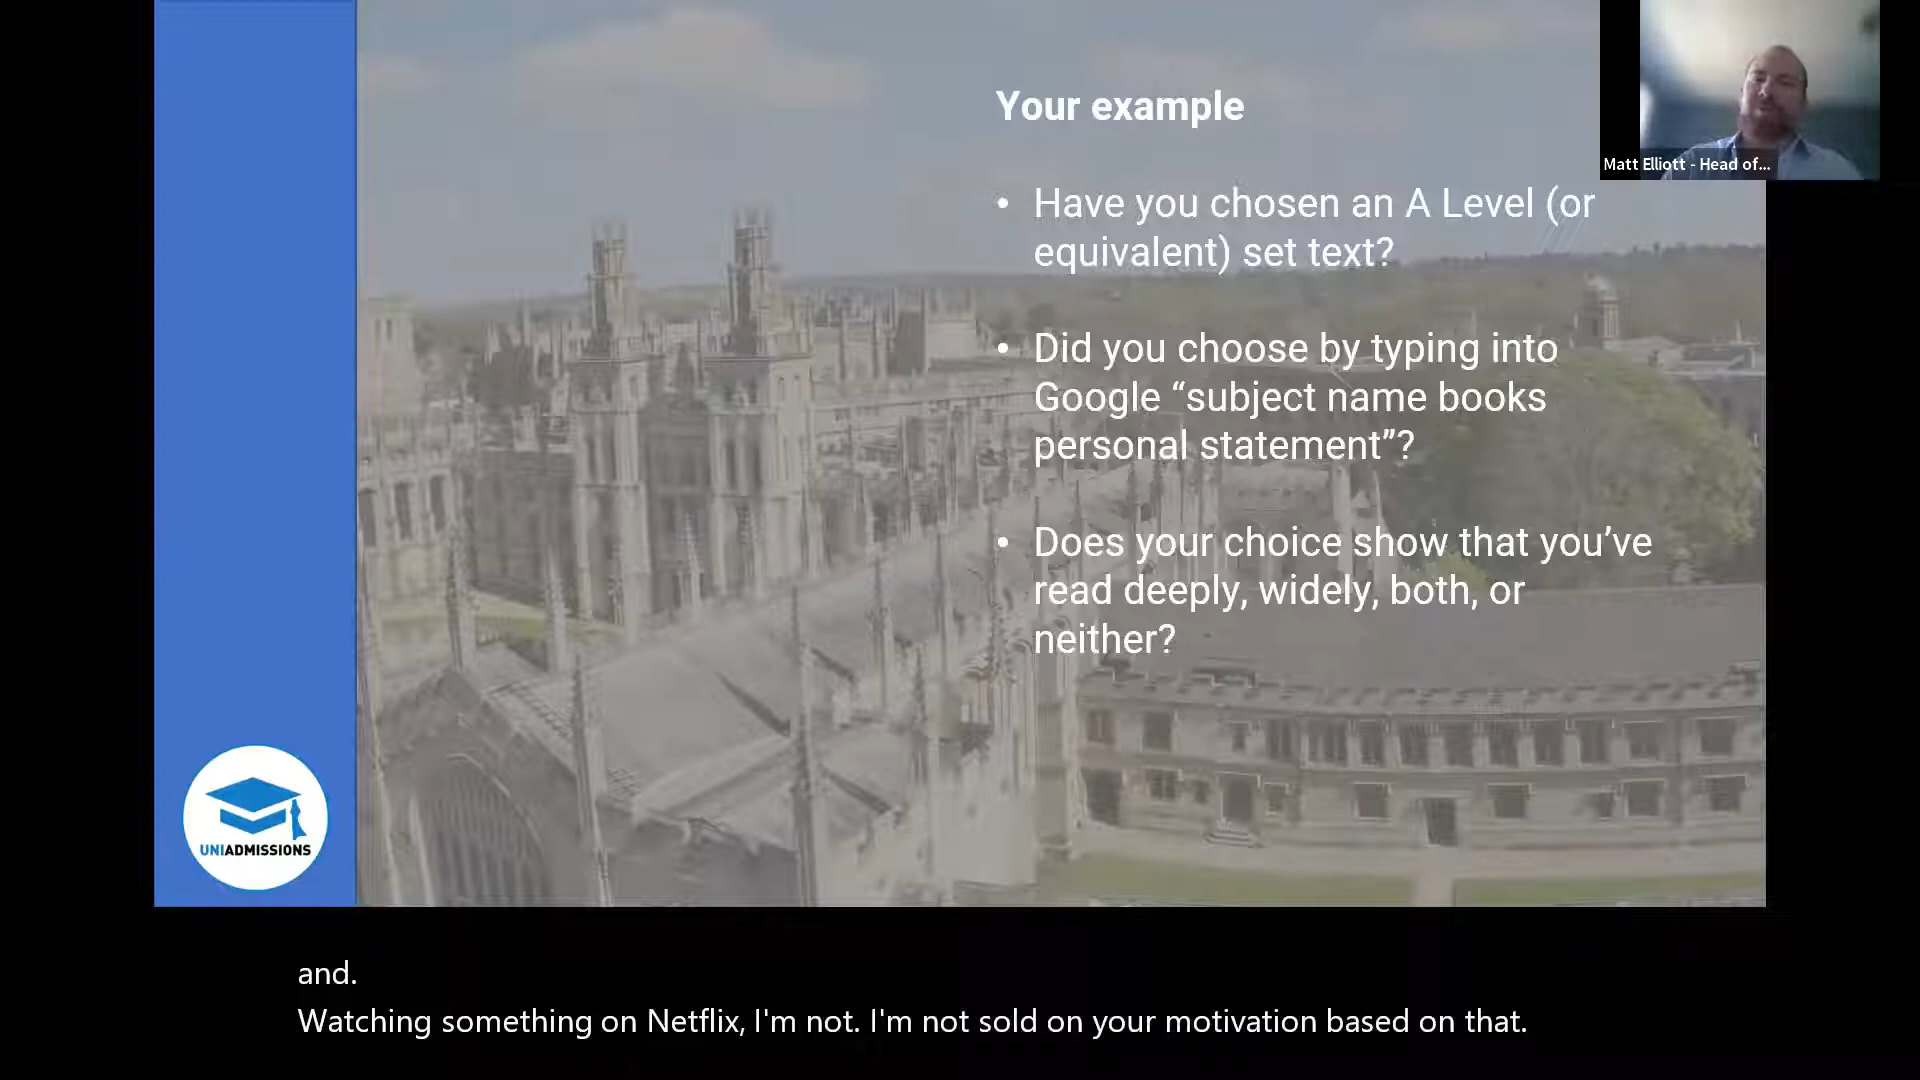 Your example
Matt Elliott - Head of...
• Have you chosen an A Level (or
equivalent) set text?
• Did you choose by typing into
Google “subject name books
personal statement”?
• Does your choice show that you’ve
read deeply, widely, both, or
neither?
UNIADMISSIONS
and.
Watching something on Netflix, I'm not. I'm not sold on your motivation based on that.